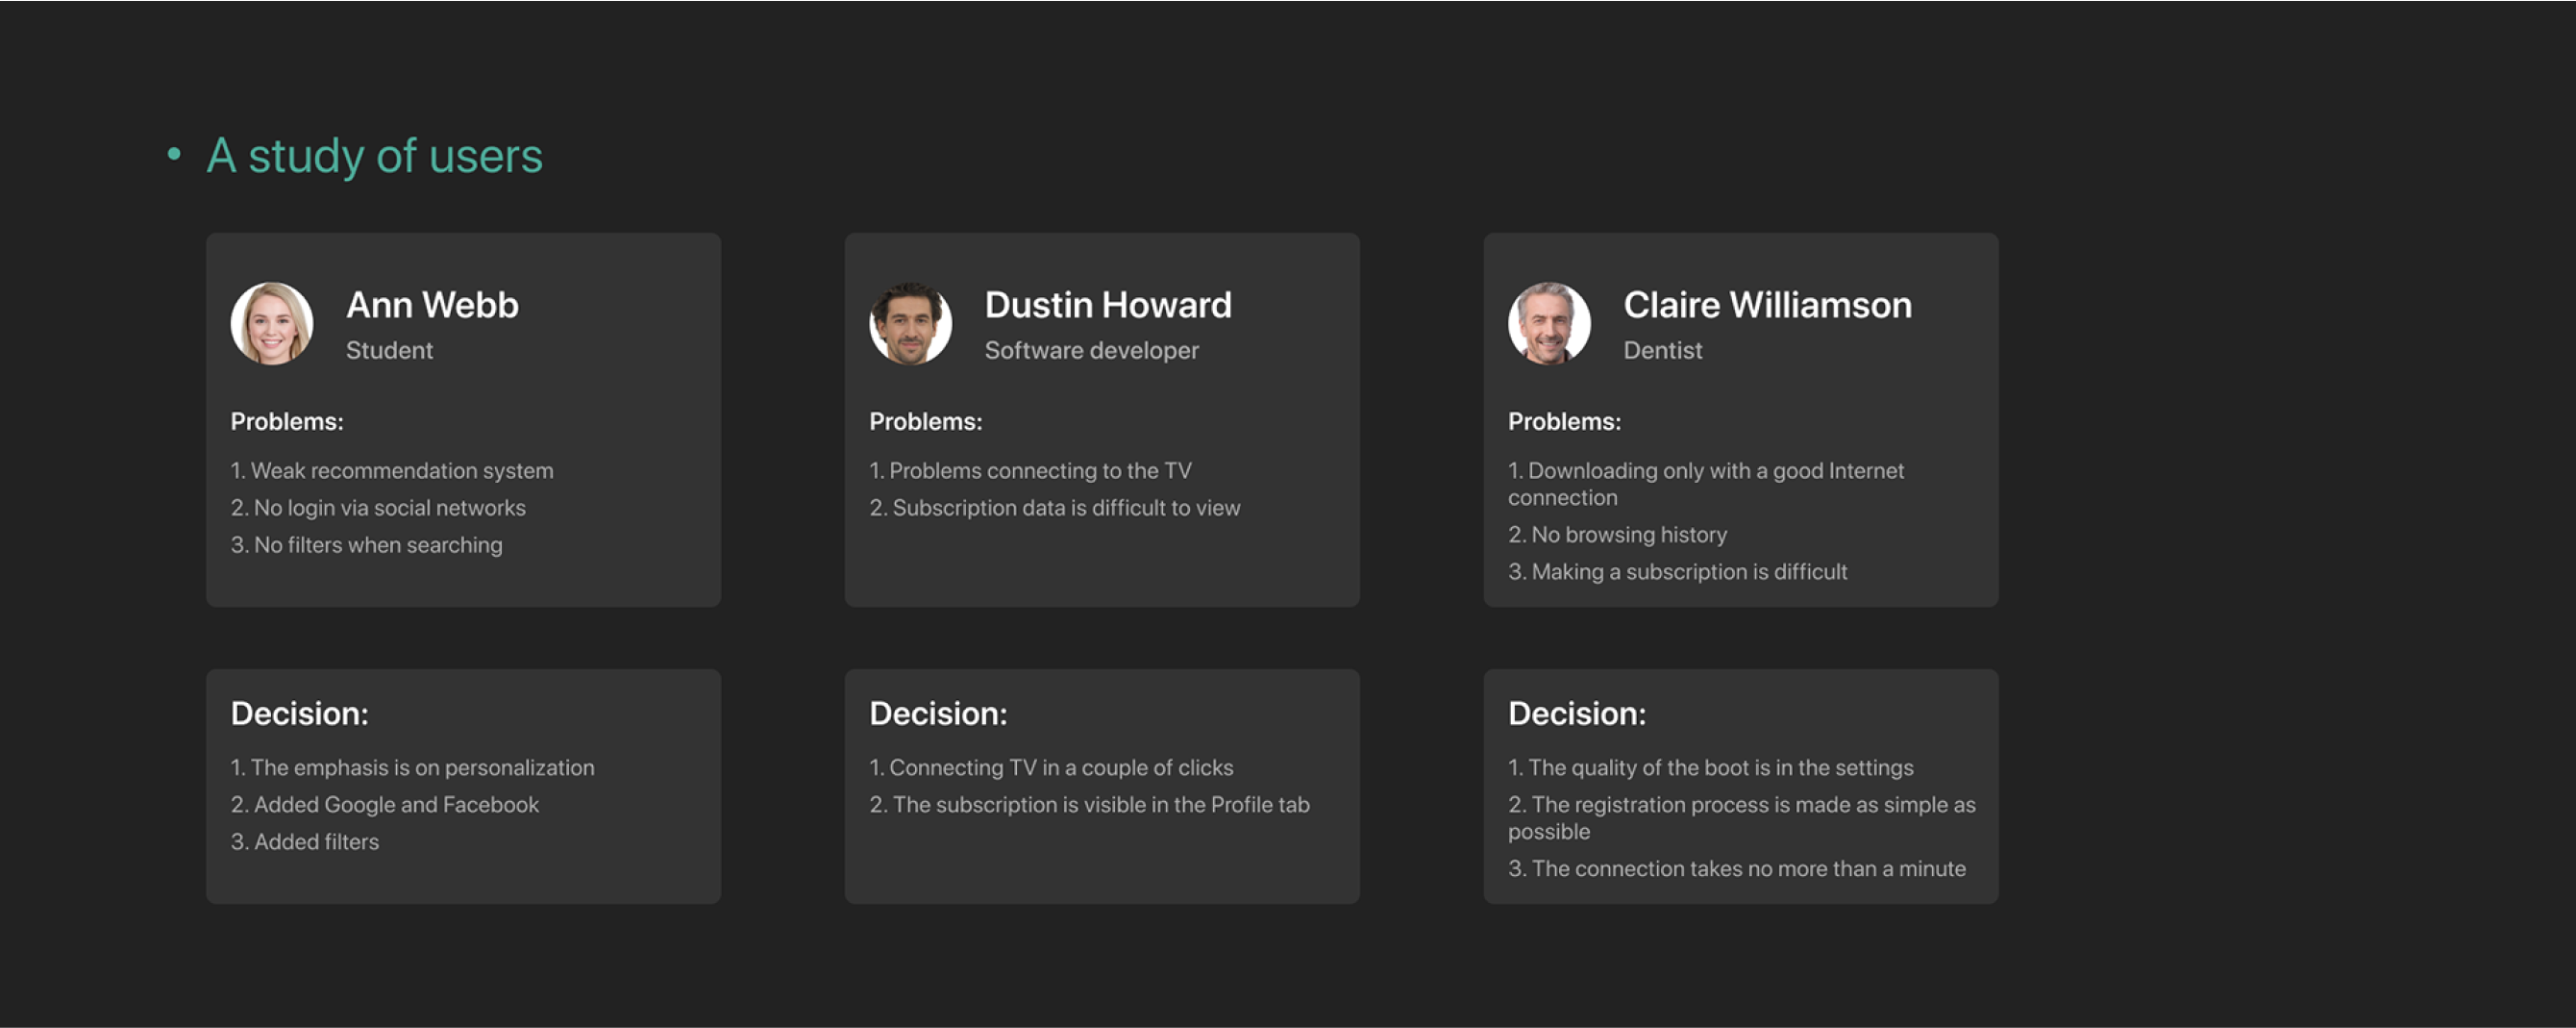 • A study of users
Ann Webb
Student
Problems:
1. Weak recommendation system
2. No login via social networks
3. No filters when searching
Decision:
1. The emphasis is on personalization
2. Added Google and Facebook
3. Added filters
Dustin Howard
Software developer
Problems:
1. Problems connecting to the TV
2. Subscription data is difficult to view
Decision:
1. Connecting TV in a couple of clicks
2. The subscription is visible in the Profile tab
Claire Williamson
Dentist
Problems:
1. Downloading only with a good Internet
connection
2. No browsing history
3. Making a subscription is difficult
Decision:
1. The quality of the boot is in the settings
2. The registration process is made as simple as
possible
3. The connection takes no more than a minute